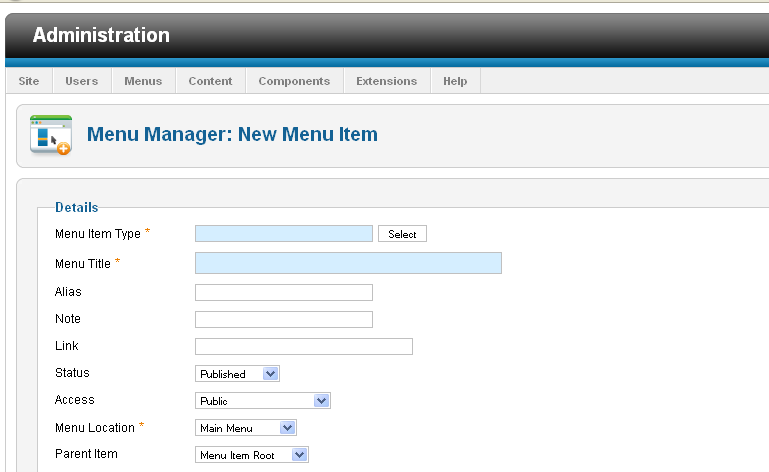 Administration
Site Users Menus Content Components Extensions Help
Menu Manager: New Menu Item
Details
Menu Item Type * Select
Menu Title *
Alias
Note
Link
Status Published
Access Public
Menu Location * Main Menu
Parent Item Menu Item Root